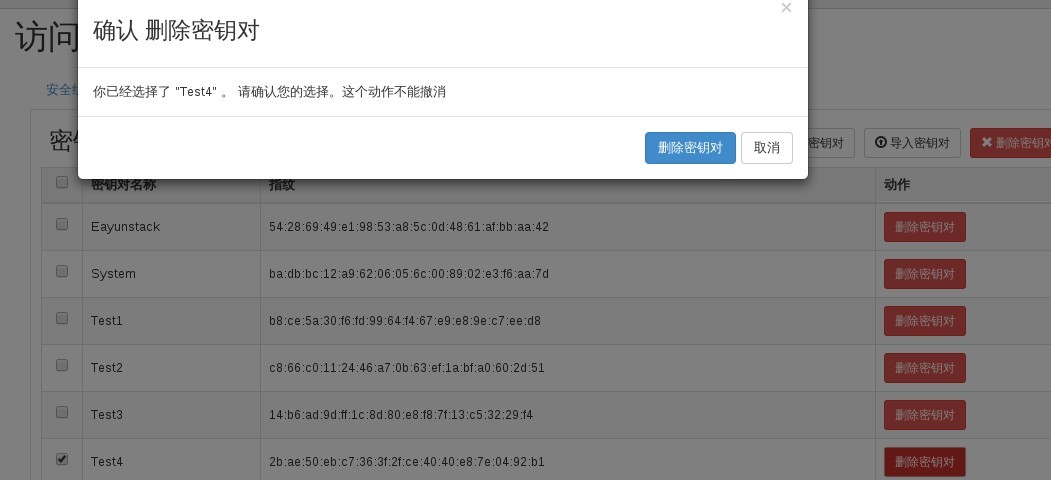 确认 删除密钥对
×
你已经选择了 "Test4" 。 请确认您的选择。这个动作不能撤消
删除密钥对 取消
访问
安全
密
密钥对 导入密钥对 删除密钥对
密钥对名称 指纹 动作
Eayunstack 54:28:69:49:e1:98:53:a8:5c:0d:48:61:af:bb:aa:42 删除密钥对
System ba:db:bc:12:a9:62:06:05:6c:00:89:02:e3:f6:aa:7d 删除密钥对
Test1 b8:ce:5a:30:f6:fd:99:64:f4:67:e9:e8:9e:c7:ee:d8 删除密钥对
Test2 c8:66:c0:11:24:46:a7:0b:63:ef:1a:bf:a0:60:2d:51 删除密钥对
Test3 14:b6:ad:9d:ff:1c:8d:80:e8:f8:7f:13:c5:32:29:f4 删除密钥对
Test4 2b:ae:50:eb:c7:36:3f:2f:ce:40:40:e8:7e:04:92:b1 删除密钥对